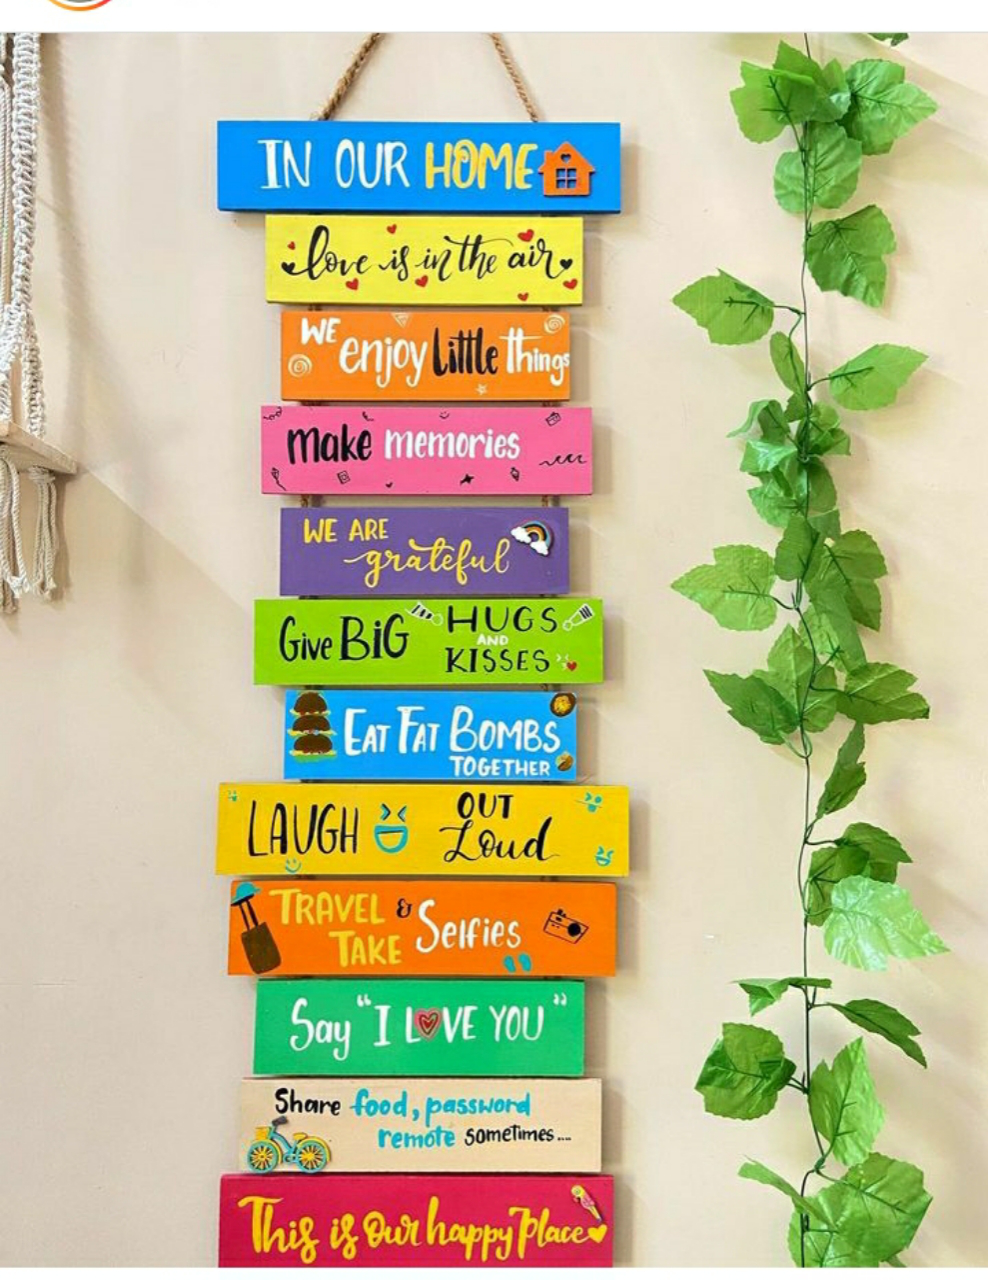 IN OUR HOME
love is in the air
WE enjoy little things
make memories
WE ARE
grateful
Give BiG HUGS
AND
KISSES
EAT FAT BOMBS
TOGETHER
LAUGH OUT
Loud
TRAVEL & Selfies
TAKE
Say "I LOVE YOU"
Share food, password
remote sometimes....
This is Our happy Place